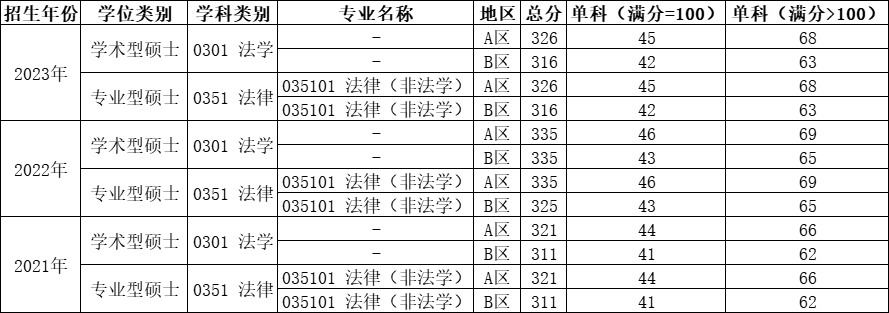 招生年份 学位类别 学科类别 专业名称 地区 总分 单科（满分=100） 单科（满分>100）
2023年 学术型硕士 0301 法学 - A区 326 45 68
- B区 316 42 63
专业型硕士 0351 法律 035101 法律（非法学） A区 326 45 68
035101 法律（非法学） B区 316 42 63
2022年 学术型硕士 0301 法学 - A区 335 46 69
- B区 335 43 65
专业型硕士 0351 法律 035101 法律（非法学） A区 335 46 69
035101 法律（非法学） B区 325 43 65
2021年 学术型硕士 0301 法学 - A区 321 44 66
- B区 311 41 62
专业型硕士 0351 法律 035101 法律（非法学） A区 321 44 66
035101 法律（非法学） B区 311 41 62